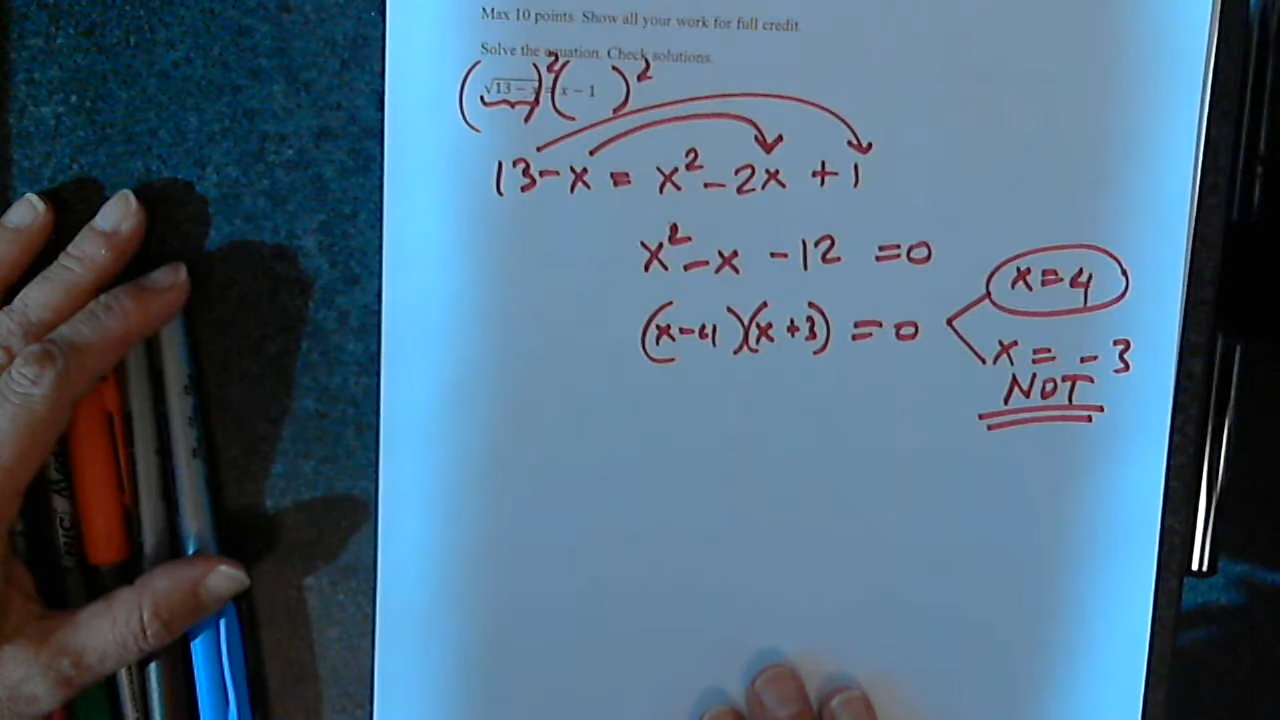 Max 10 points. Show all your work for full credit.
Solve the equation. Check solutions.
(√13 − x)² = (x − 1)²
13 − x = x² − 2x + 1
x² − x − 12 = 0
(x − 4)(x + 3) = 0
x = 4
x = −3
NOT